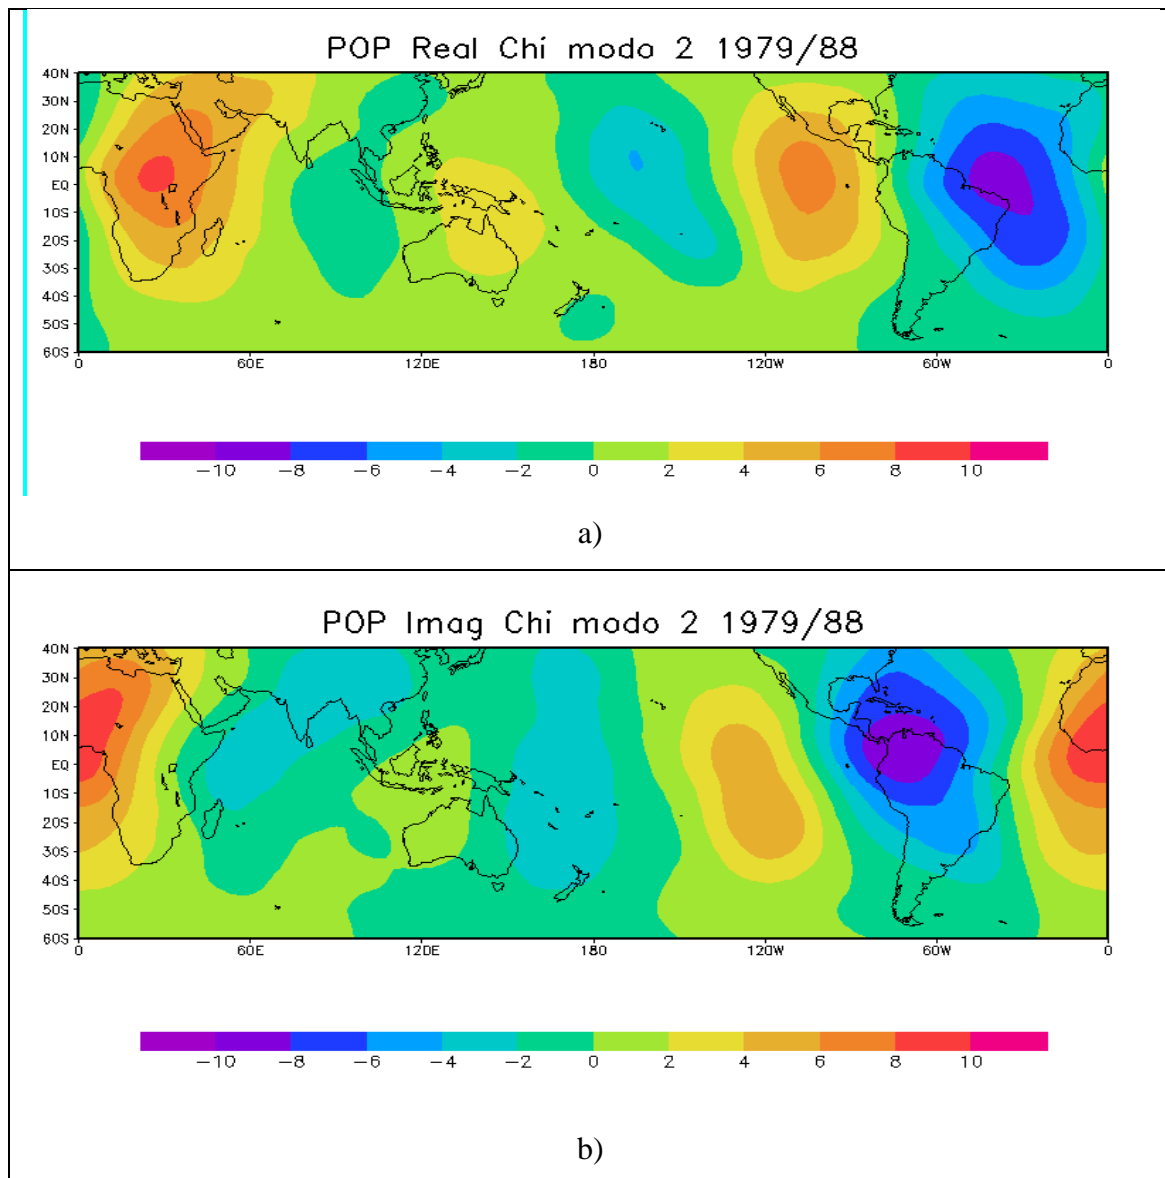 POP Real Chi modo 2 1979/88
40N
30N
20N
10N
EQ
10S
20S
30S
40S
50S
60S
0 60E 120E 180 120W 60W 0
−10 −8 −6 −4 −2 0 2 4 6 8 10
a)
POP Imag Chi modo 2 1979/88
40N
30N
20N
10N
EQ
10S
20S
30S
40S
50S
60S
0 60E 120E 180 120W 60W 0
−10 −8 −6 −4 −2 0 2 4 6 8 10
b)